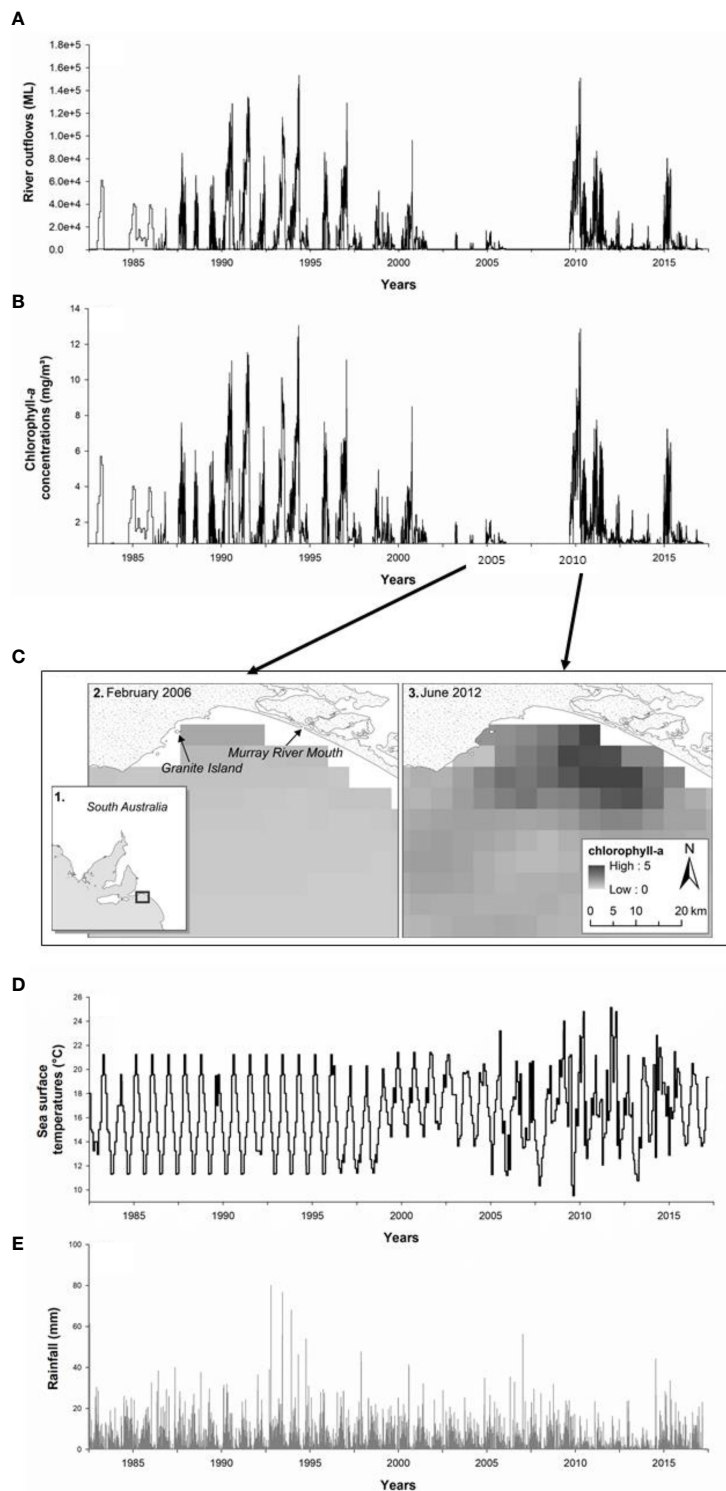 A
River outflows (ML)
1.8e+5
1.6e+5
1.4e+5
1.2e+5
1.0e+5
8.0e+4
6.0e+4
4.0e+4
2.0e+4
0.0
1985 1990 1995 2000 2005 2010 2015
Years
B
Chlorophyll-a
concentrations (mg/m³)
14
12
10
8
6
4
2
1985 1990 1995 2000 2005 2010 2015
Years
C
2. February 2006
Granite Island
Murray River Mouth
1.
South Australia
3. June 2012
chlorophyll-a
High : 5
Low : 0
N
0 5 10 20 km
D
Sea surface
temperatures (°C)
26
24
22
20
18
16
14
12
10
1985 1990 1995 2000 2005 2010 2015
Years
E
Rainfall (mm)
100
80
60
40
20
0
1985 1990 1995 2000 2005 2010 2015
Years